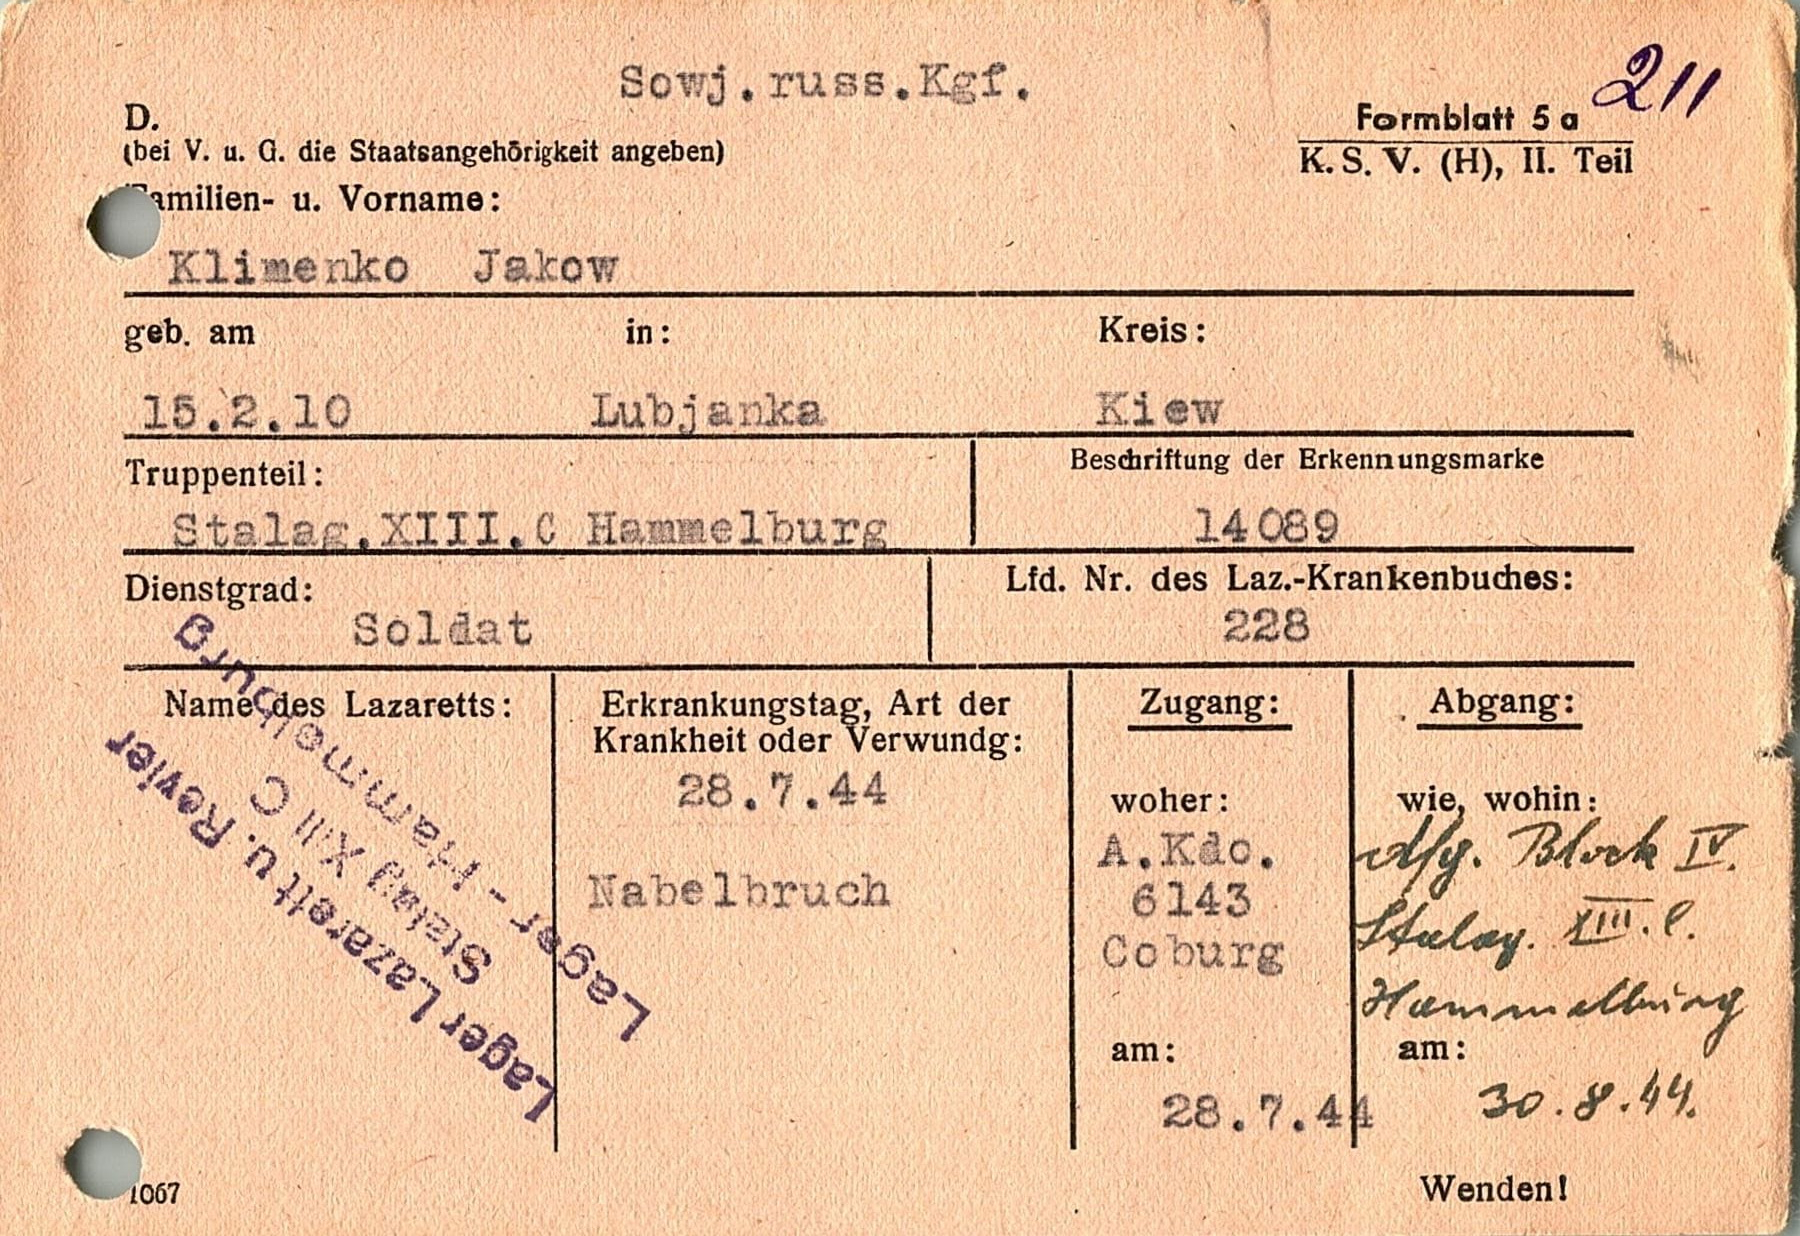 Sowj.russ.Kgf.
211
D.
(bei V. u. G. die Staatsangehörigkeit angeben)
Formblatt 5 a
K. S. V. (H), II. Teil
Familien- u. Vorname:
Klimenko Jakow
geb. am in: Kreis:
15.2.10 Lubjanka Kiew
Truppenteil: Beschriftung der Erkennungsmarke
Stalag.XIII.C Hammelburg 14089
Dienstgrad: Lfd. Nr. des Laz.-Krankenbuches:
Soldat 228
Name des Lazaretts:
Lager Lazarett u. Revier
Stalag XIII C
Lager - Hammelburg
Erkrankungstag, Art der
Krankheit oder Verwundg:
28.7.44
Nabelbruch
Zugang:
woher:
A.Kdo.
6143
Coburg
am:
28.7.44
Abgang:
wie, wohin:
Block IV.
Stalag. XIII.C.
Hammelburg
am:
30.8.44.
1067
Wenden!